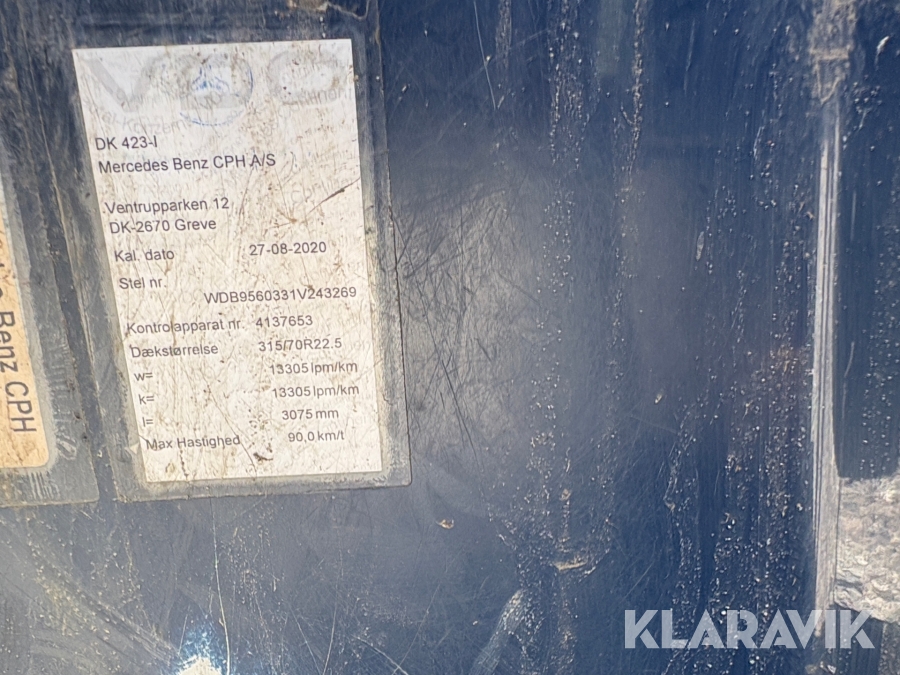 VDO
DK 423-I
Mercedes Benz CPH A/S
Ventrupparken 12
DK-2670 Greve
Kal. dato 27-08-2020
Stel nr.
WDB9560331V243269
Kontrolapparat nr. 4137653
Dækstørrelse 315/70R22.5
w= 13305 Ipm/km
k= 13305 Ipm/km
l= 3075 mm
Max Hastighed 90,0 km/t
Benz CPH
KLARAVIK